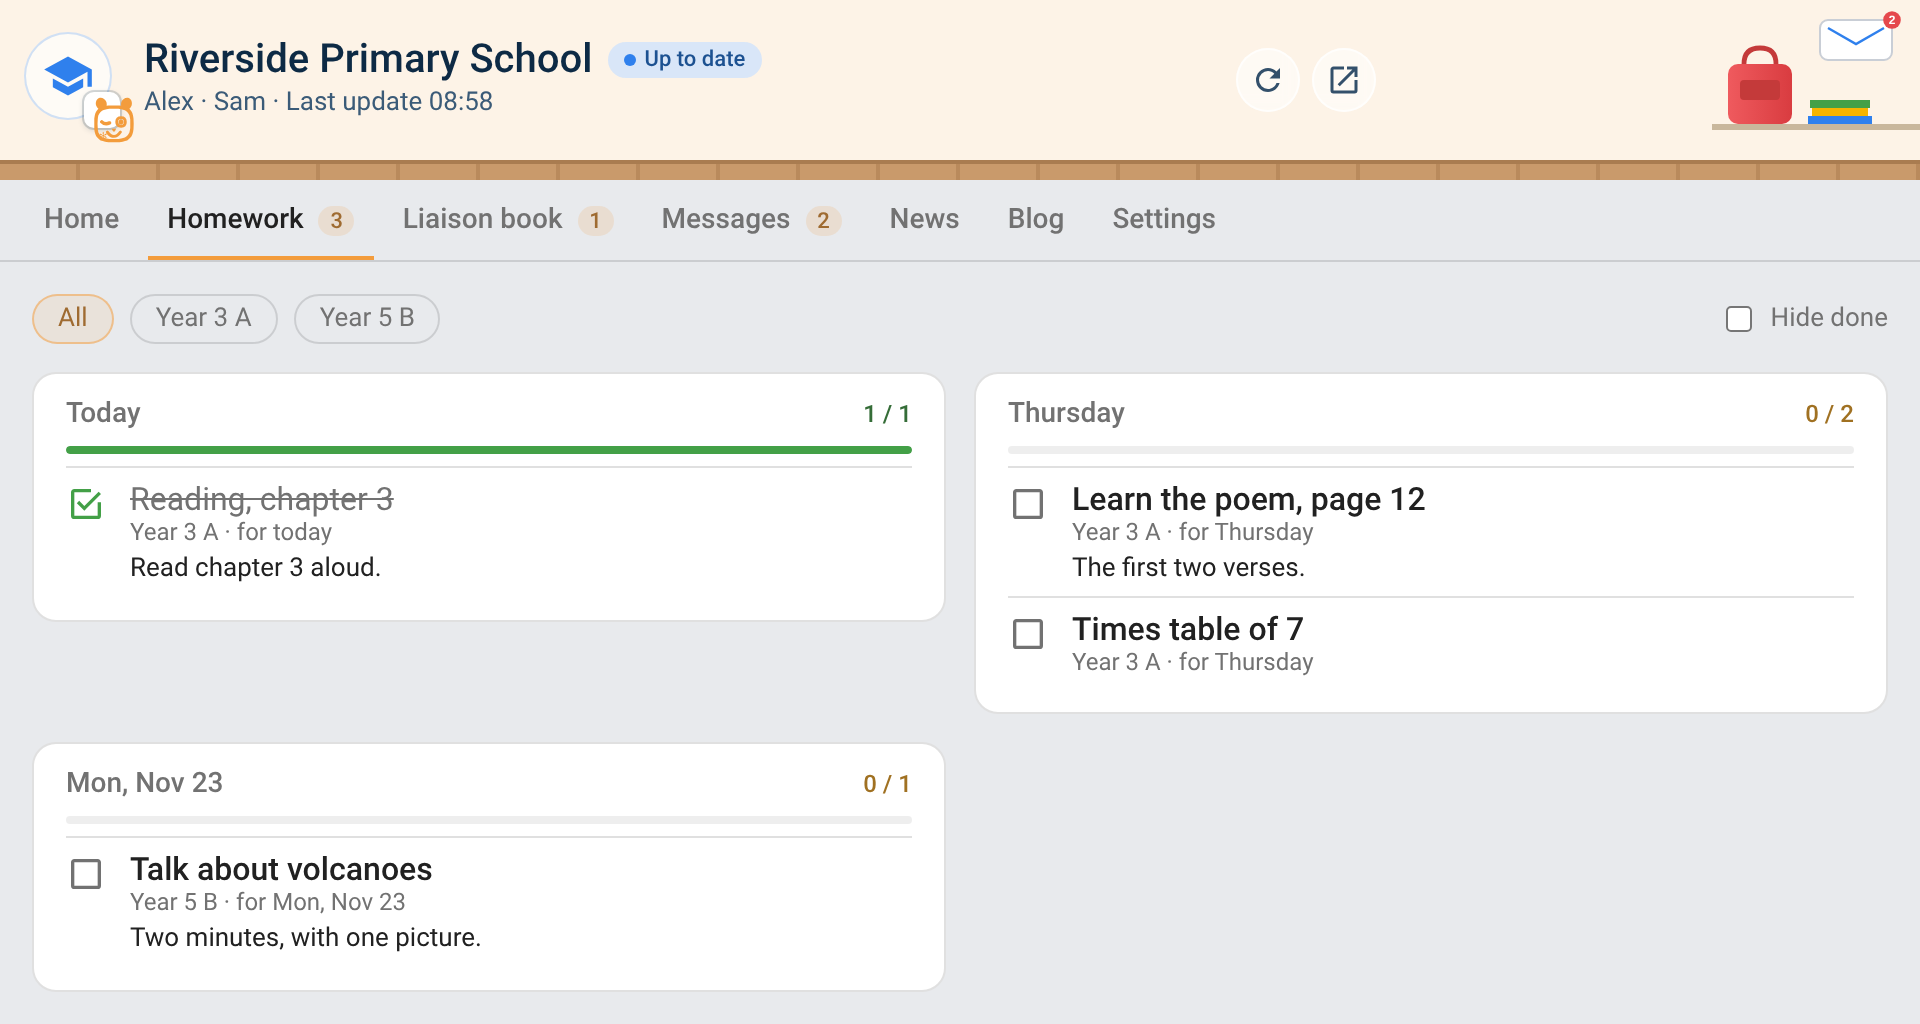 Riverside Primary School
Up to date
Alex · Sam · Last update 08:58
2
Home
Homework 3
Liaison book 1
Messages 2
News
Blog
Settings
All
Year 3 A
Year 5 B
Hide done
Today
1 / 1
Reading, chapter 3
Year 3 A · for today
Read chapter 3 aloud.
Thursday
0 / 2
Learn the poem, page 12
Year 3 A · for Thursday
The first two verses.
Times table of 7
Year 3 A · for Thursday
Mon, Nov 23
0 / 1
Talk about volcanoes
Year 5 B · for Mon, Nov 23
Two minutes, with one picture.